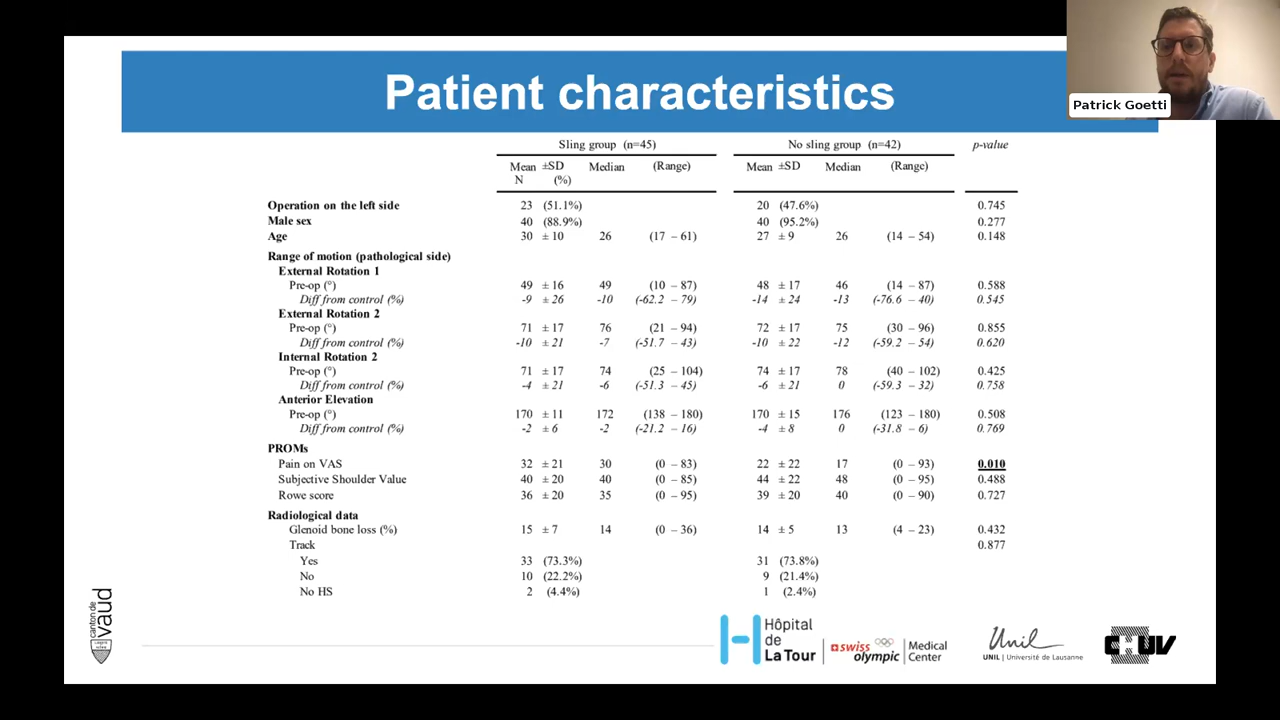 Patient characteristics
Patrick Goetti
Sling group (n=45) No sling group (n=42) p-value
Mean ±SD Median (Range) Mean ±SD Median (Range)
N (%)
Operation on the left side 23 (51.1%) 20 (47.6%) 0.745
Male sex 40 (88.9%) 40 (95.2%) 0.277
Age 30 ± 10 26 (17 – 61) 27 ± 9 26 (14 – 54) 0.148
Range of motion (pathological side)
External Rotation 1
Pre-op (°) 49 ± 16 49 (10 – 87) 48 ± 17 46 (14 – 87) 0.588
Diff from control (%) -9 ± 26 -10 (-62.2 – 79) -14 ± 24 -13 (-76.6 – 40) 0.545
External Rotation 2
Pre-op (°) 71 ± 17 76 (21 – 94) 72 ± 17 75 (30 – 96) 0.855
Diff from control (%) -10 ± 21 -7 (-51.7 – 43) -10 ± 22 -12 (-59.2 – 54) 0.620
Internal Rotation 2
Pre-op (°) 71 ± 17 74 (25 – 104) 74 ± 17 78 (40 – 102) 0.425
Diff from control (%) -4 ± 21 -6 (-51.3 – 45) -6 ± 21 0 (-59.3 – 32) 0.758
Anterior Elevation
Pre-op (°) 170 ± 11 172 (138 – 180) 170 ± 15 176 (123 – 180) 0.508
Diff from control (%) -2 ± 6 -2 (-21.2 – 16) -4 ± 8 0 (-31.8 – 6) 0.769
PROMs
Pain on VAS 32 ± 21 30 (0 – 83) 22 ± 22 17 (0 – 93) 0.010
Subjective Shoulder Value 40 ± 20 40 (0 – 85) 44 ± 22 48 (0 – 95) 0.488
Rowe score 36 ± 20 35 (0 – 95) 39 ± 20 40 (0 – 90) 0.727
Radiological data
Glenoid bone loss (%) 15 ± 7 14 (0 – 36) 14 ± 5 13 (4 – 23) 0.432
Track 0.877
Yes 33 (73.3%) 31 (73.8%)
No 10 (22.2%) 9 (21.4%)
No HS 2 (4.4%) 1 (2.4%)
canton de
vaud
Hôpital
de
La Tour
swiss olympic
Medical
Center
Unil
UNIL | Université de Lausanne
CHUV